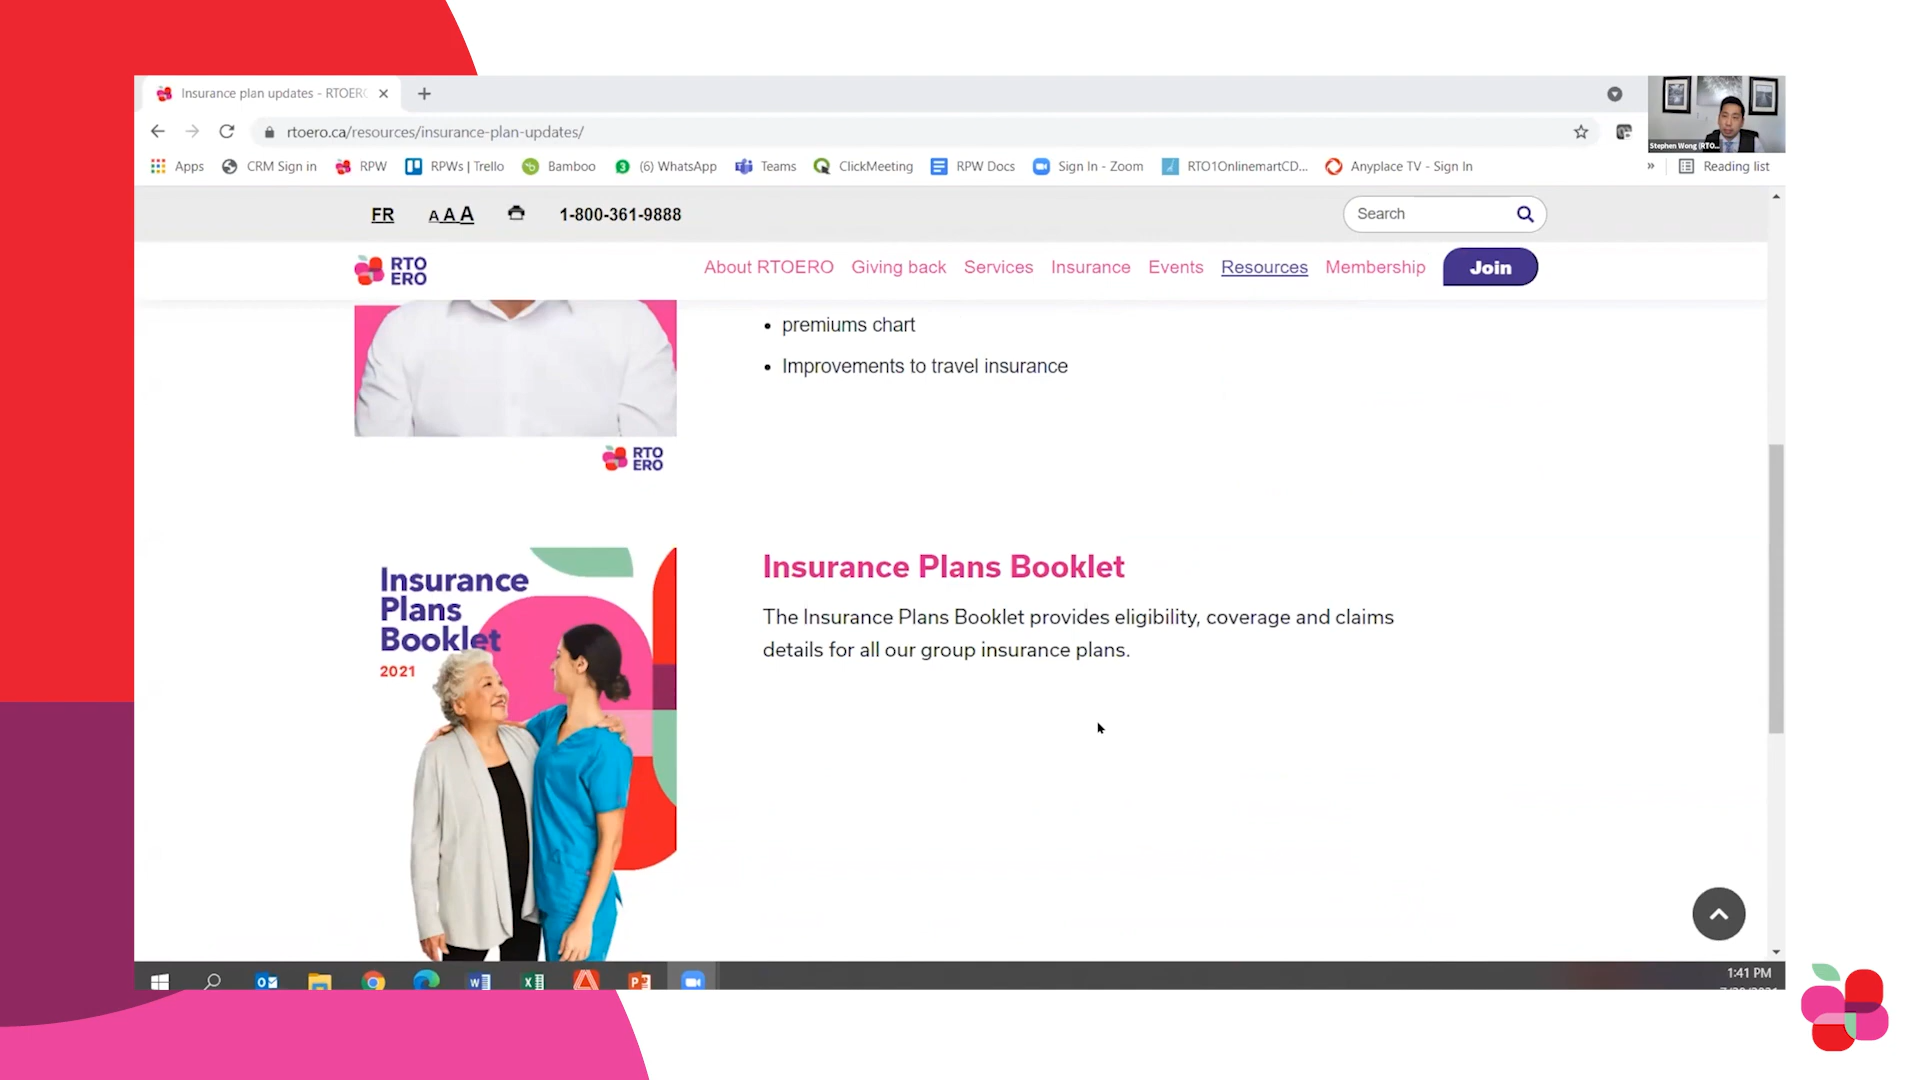 Insurance plan updates - RTOER
rtoero.ca/resources/insurance-plan-updates/
Stephen Wong (RTO...
Apps CRM Sign in RPW RPWs | Trello Bamboo (6) WhatsApp Teams ClickMeeting RPW Docs Sign In - Zoom RTO1OnlinemartCD... Anyplace TV - Sign In » Reading list
FR A A A 1-800-361-9888 Search
RTO
ERO
About RTOERO Giving back Services Insurance Events Resources Membership Join
• premiums chart
• Improvements to travel insurance
RTO
ERO
Insurance
Plans
Booklet
2021
Insurance Plans Booklet
The Insurance Plans Booklet provides eligibility, coverage and claims
details for all our group insurance plans.
1:41 PM